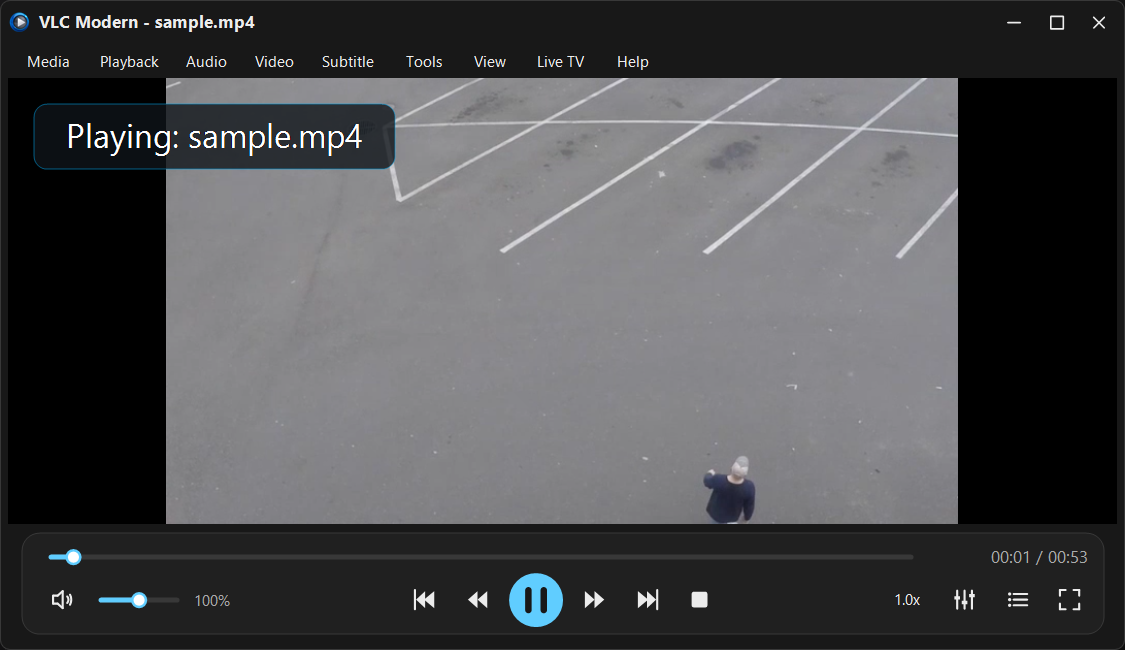 VLC Modern - sample.mp4
Media Playback Audio Video Subtitle Tools View Live TV Help
Playing: sample.mp4
00:01 / 00:53
100%
1.0x